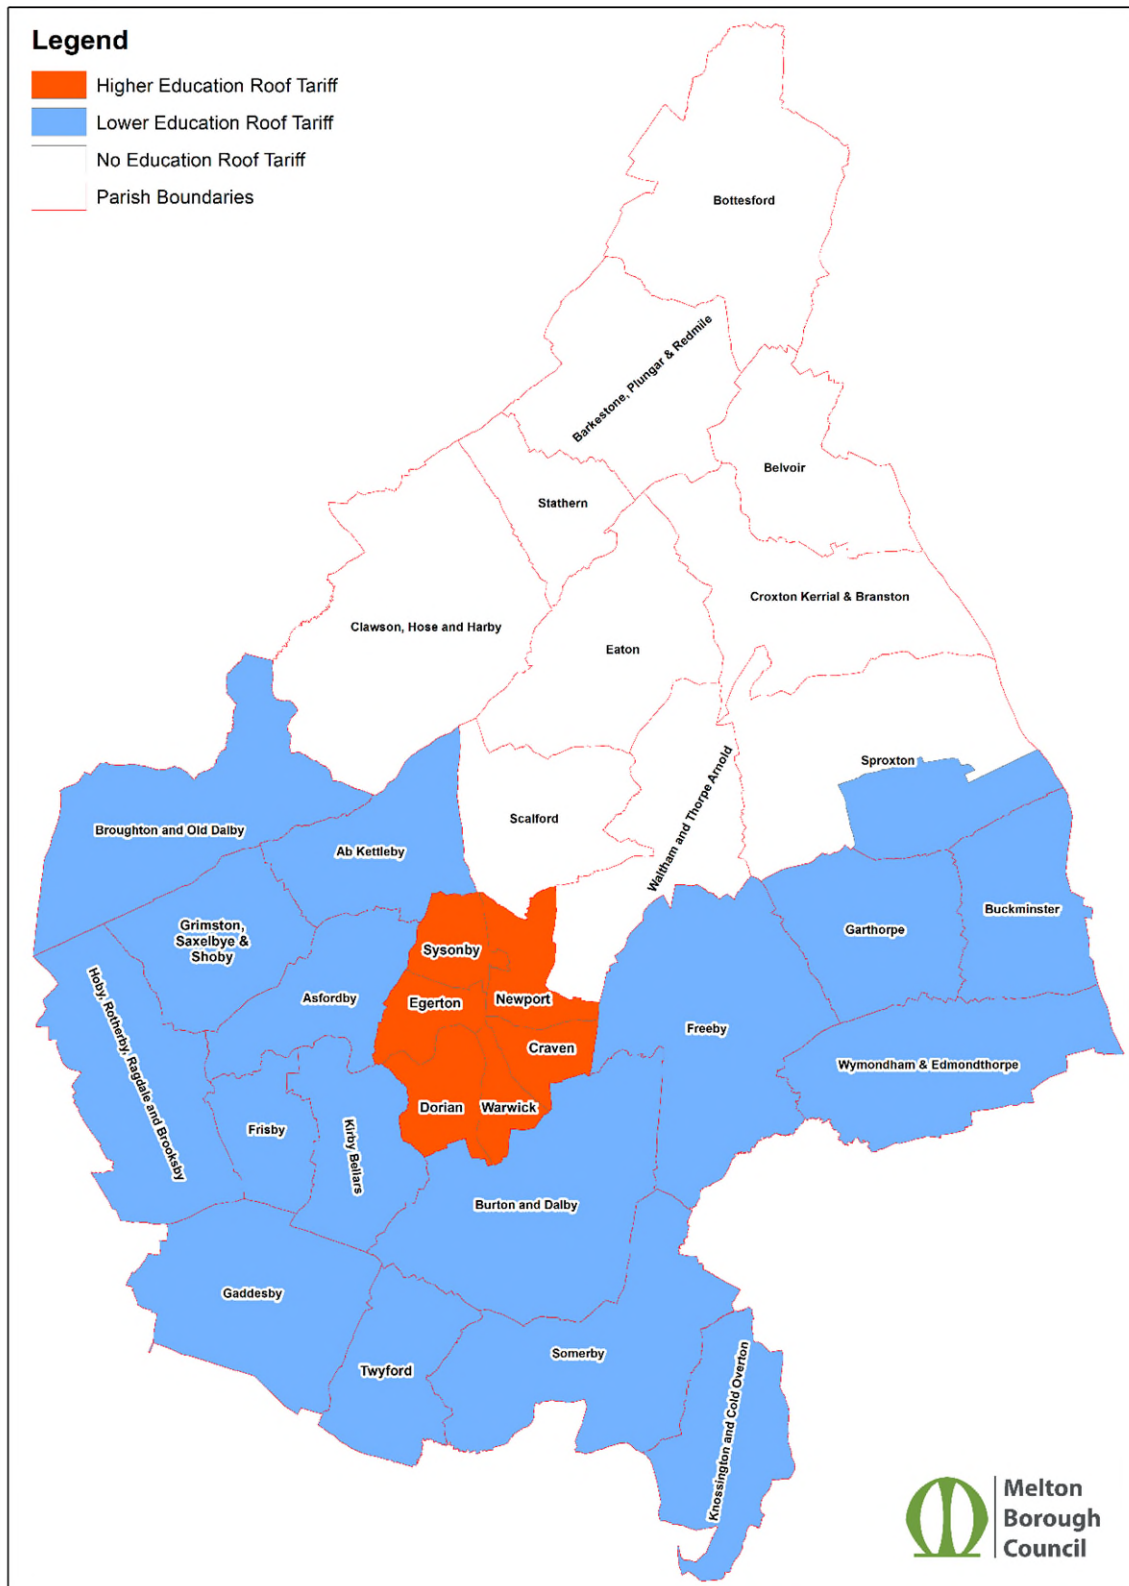 Legend
Higher Education Roof Tariff
Lower Education Roof Tariff
No Education Roof Tariff
Parish Boundaries
Bottesford
Barkestone, Plungar & Redmile
Belvoir
Stathern
Croxton Kerrial & Branston
Clawson, Hose and Harby
Eaton
Sproxton
Waltham and Thorpe Arnold
Scalford
Broughton and Old Dalby
Ab Kettleby
Buckminster
Garthorpe
Grimston,
Saxelbye &
Shoby
Sysonby
Asfordby
Egerton
Newport
Freeby
Hoby, Rotherby, Ragdale and Brooksby
Craven
Wymondham & Edmondthorpe
Dorian
Warwick
Frisby
Kirby Bellars
Burton and Dalby
Gaddesby
Somerby
Twyford
Knossington and Cold Overton
Melton
Borough
Council